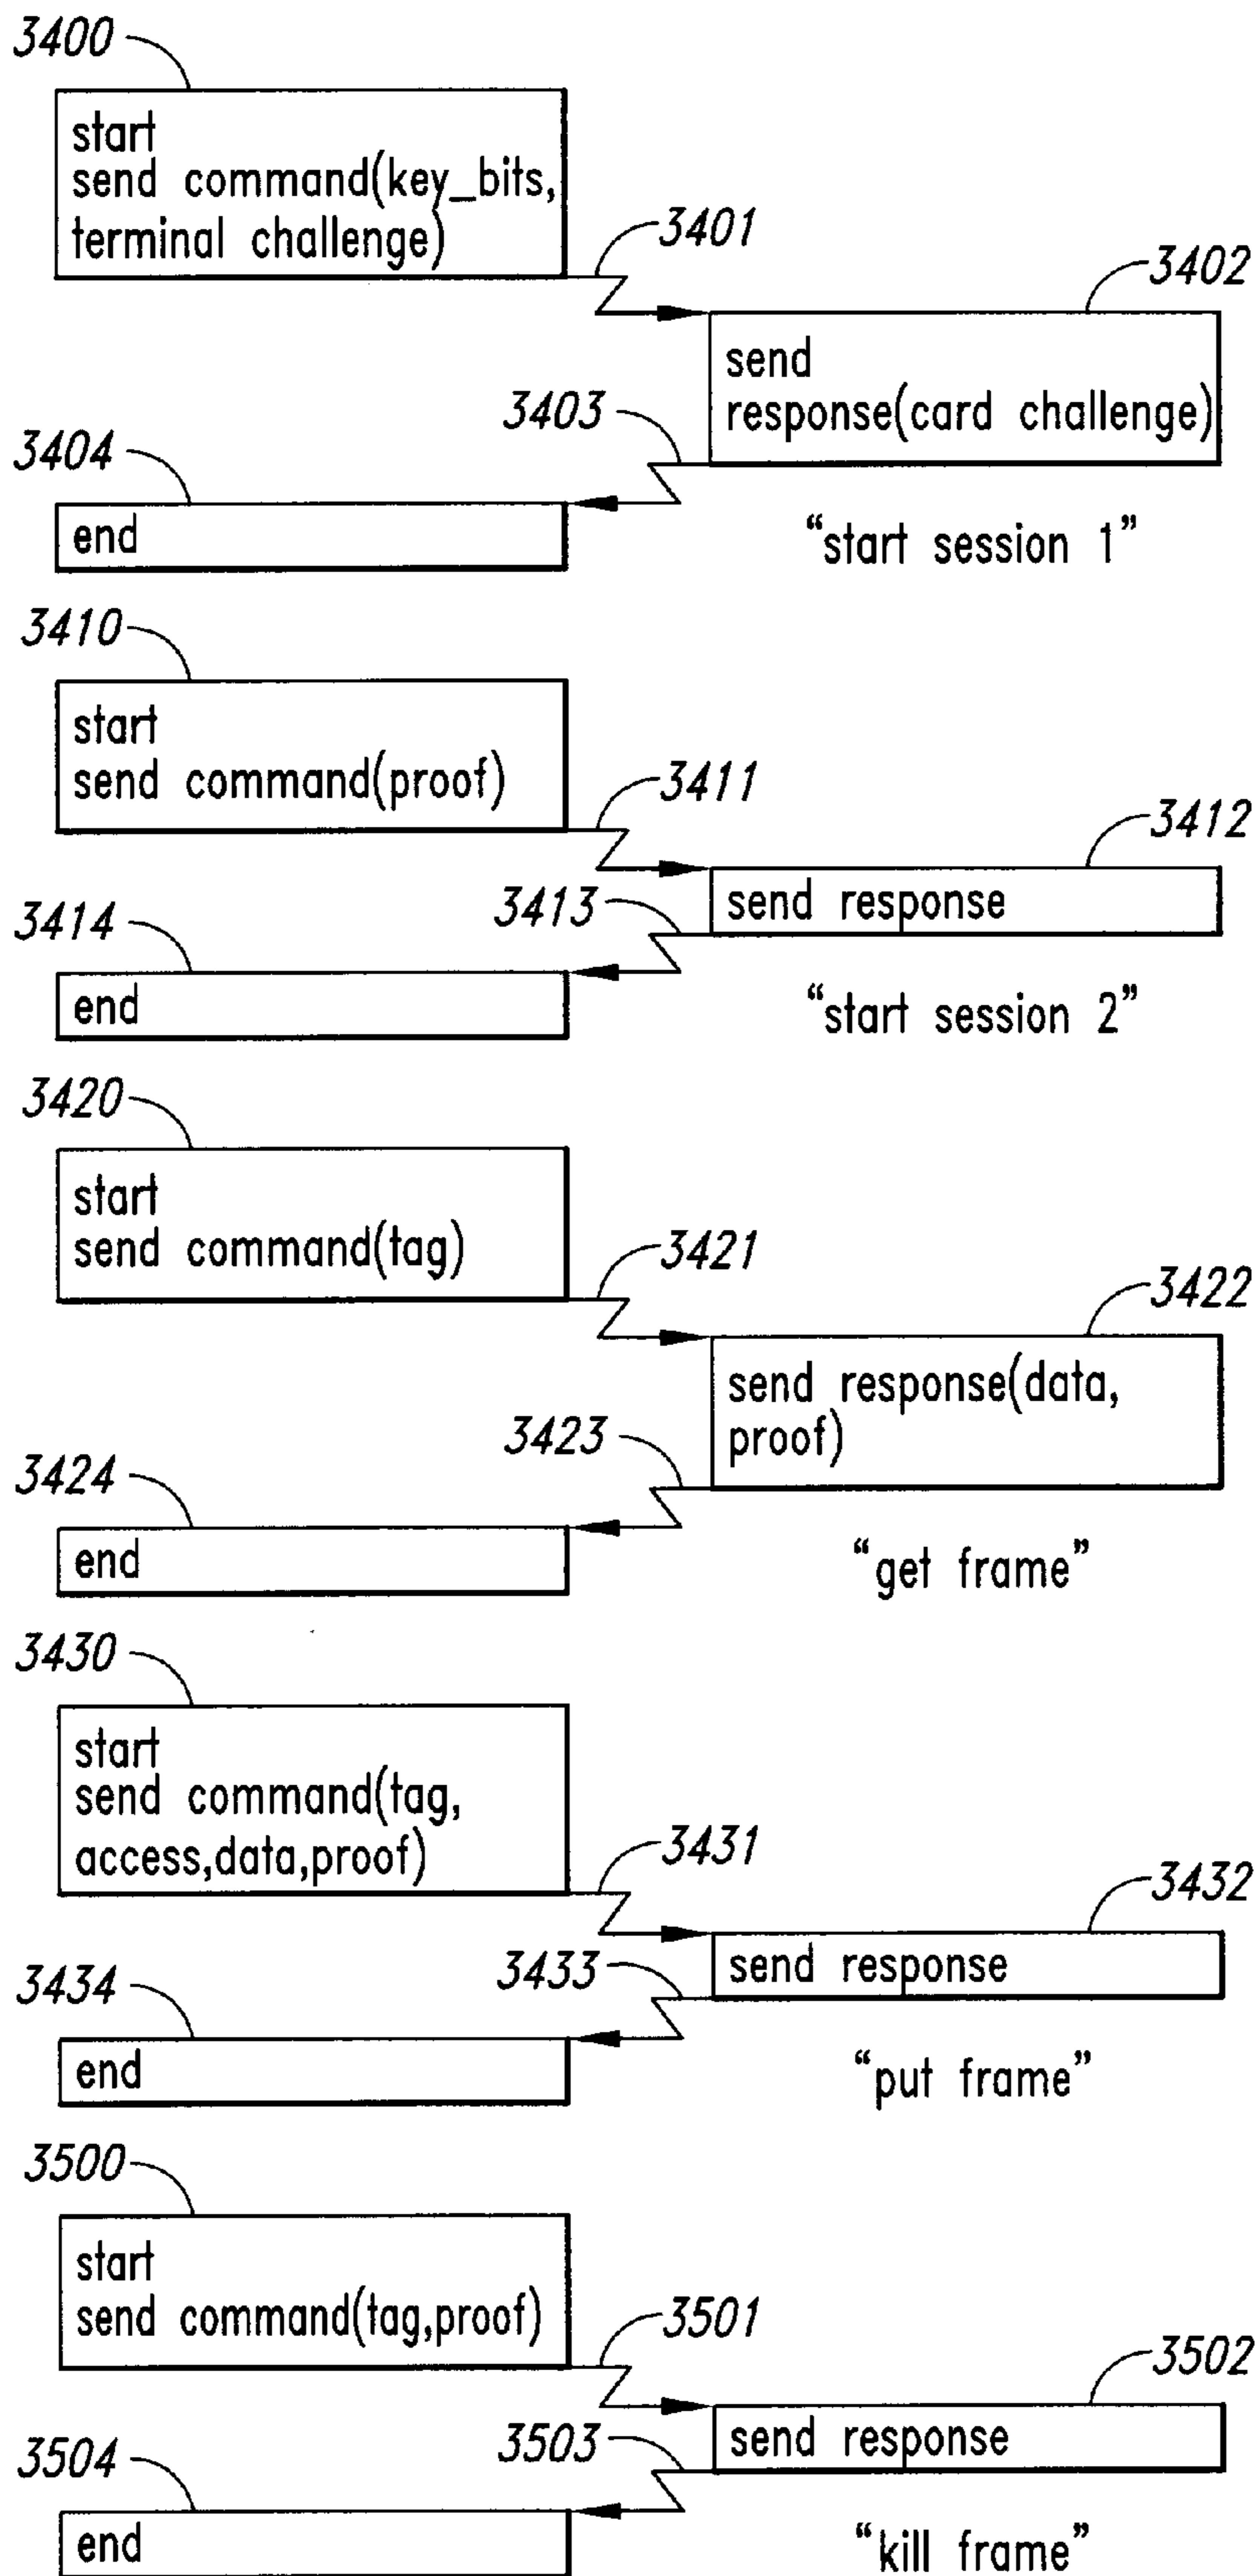 3400
start
send command(key_bits,
terminal challenge)
3401
3402
send
response(card challenge)
3403
3404
end
“start session 1”
3410
start
send command(proof)
3411
3412
send response
3413
3414
end
“start session 2”
3420
start
send command(tag)
3421
3422
send response(data,
proof)
3423
3424
end
“get frame”
3430
start
send command(tag,
access,data,proof)
3431
3432
send response
3433
3434
end
“put frame”
3500
start
send command(tag,proof)
3501
3502
send response
3503
3504
end
“kill frame”